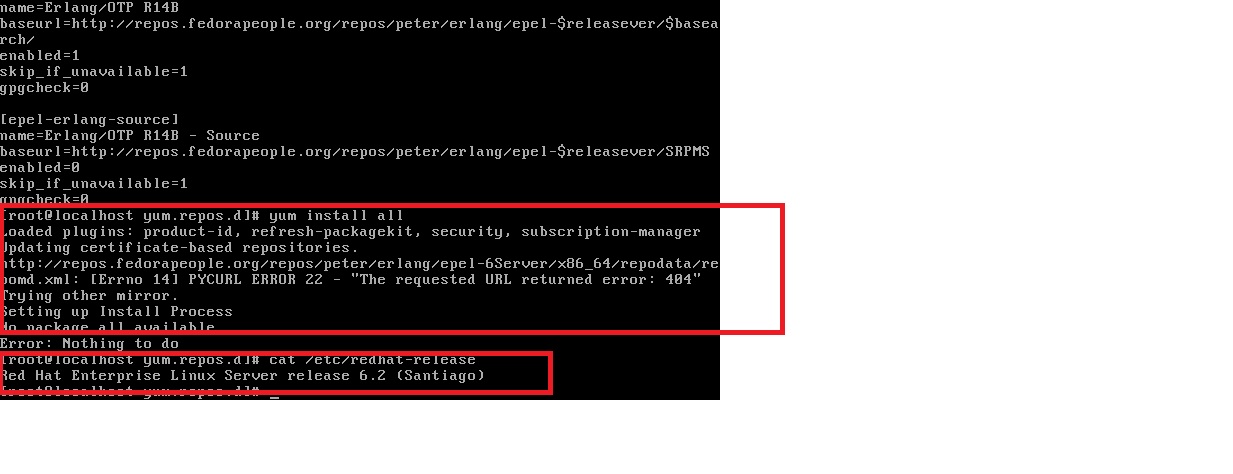 name=Erlang/OTP R14B
baseurl=http://repos.fedorapeople.org/repos/peter/erlang/epel-$releasever/$basea
rch/
enabled=1
skip_if_unavailable=1
gpgcheck=0
[epel-erlang-source]
name=Erlang/OTP R14B - Source
baseurl=http://repos.fedorapeople.org/repos/peter/erlang/epel-$releasever/SRPMS
enabled=0
skip_if_unavailable=1
gpgcheck=0
[root@localhost yum.repos.d]# yum install all
Loaded plugins: product-id, refresh-packagekit, security, subscription-manager
Updating certificate-based repositories.
http://repos.fedorapeople.org/repos/peter/erlang/epel-6Server/x86_64/repodata/re
pomd.xml: [Errno 14] PYCURL ERROR 22 - "The requested URL returned error: 404"
Trying other mirror.
Setting up Install Process
No package all available
Error: Nothing to do
[root@localhost yum.repos.d]# cat /etc/redhat-release
Red Hat Enterprise Linux Server release 6.2 (Santiago)
[root@localhost yum.repos.d]# _